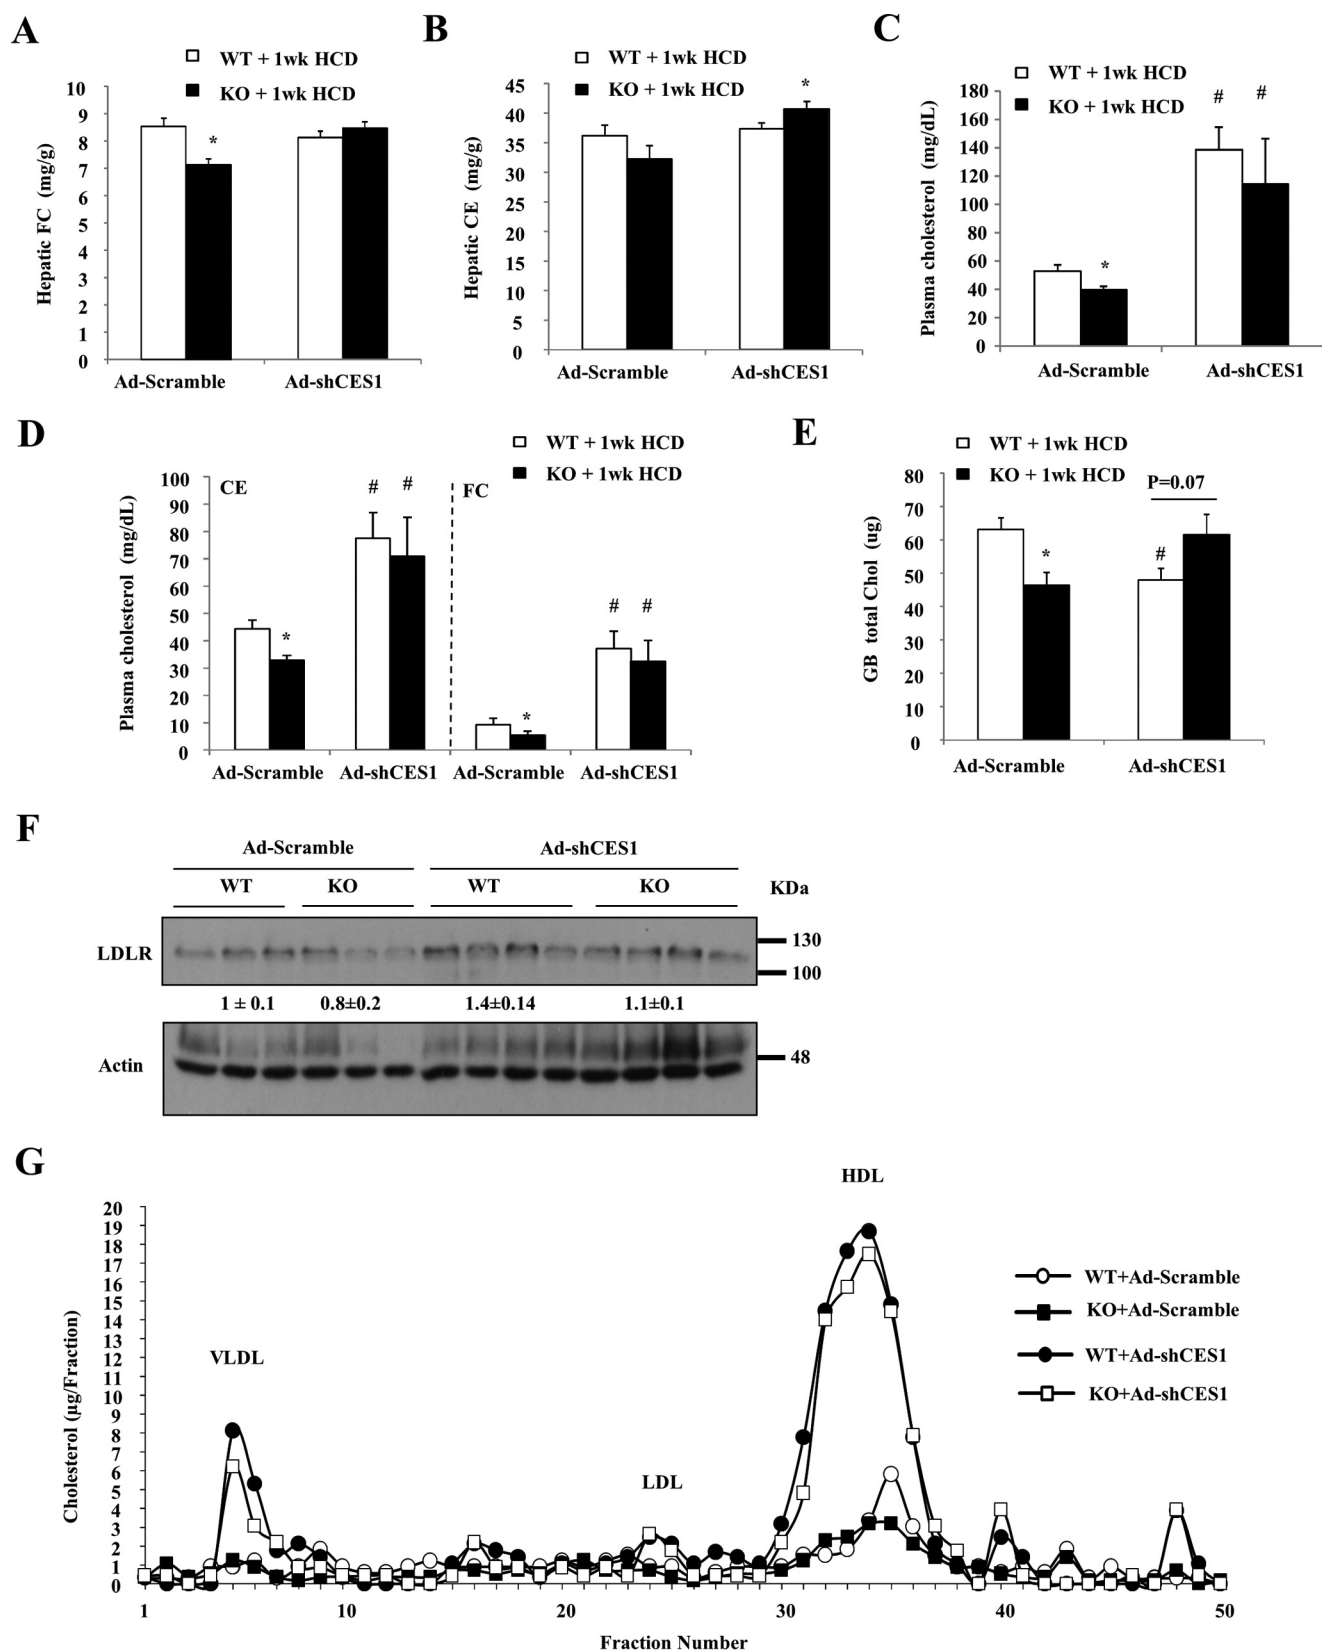 A
WT + 1wk HCD
KO + 1wk HCD
Hepatic FC (mg/g)
10
9
8
7
6
5
4
3
2
1
0
*
Ad-Scramble
Ad-shCES1
B
WT + 1wk HCD
KO + 1wk HCD
Hepatic CE (mg/g)
45
40
35
30
25
20
15
10
5
0
*
Ad-Scramble
Ad-shCES1
C
WT + 1wk HCD
KO + 1wk HCD
Plasma cholesterol (mg/dL)
180
160
140
120
100
80
60
40
20
0
*
#
#
Ad-Scramble
Ad-shCES1
D
WT + 1wk HCD
KO + 1wk HCD
Plasma cholesterol (mg/dL)
100
90
80
70
60
50
40
30
20
10
0
CE
FC
*
#
#
*
#
#
Ad-Scramble
Ad-shCES1
Ad-Scramble
Ad-shCES1
E
WT + 1wk HCD
KO + 1wk HCD
P=0.07
GB total Chol (ug)
80
70
60
50
40
30
20
10
0
*
#
Ad-Scramble
Ad-shCES1
F
Ad-Scramble
Ad-shCES1
WT
KO
WT
KO
KDa
LDLR
130
100
1 ± 0.1
0.8±0.2
1.4±0.14
1.1±0.1
Actin
48
G
HDL
VLDL
LDL
Cholesterol (µg/Fraction)
20
19
18
17
16
15
14
13
12
11
10
9
8
7
6
5
4
3
2
1
0
WT+Ad-Scramble
KO+Ad-Scramble
WT+Ad-shCES1
KO+Ad-shCES1
1
10
20
30
40
50
Fraction Number